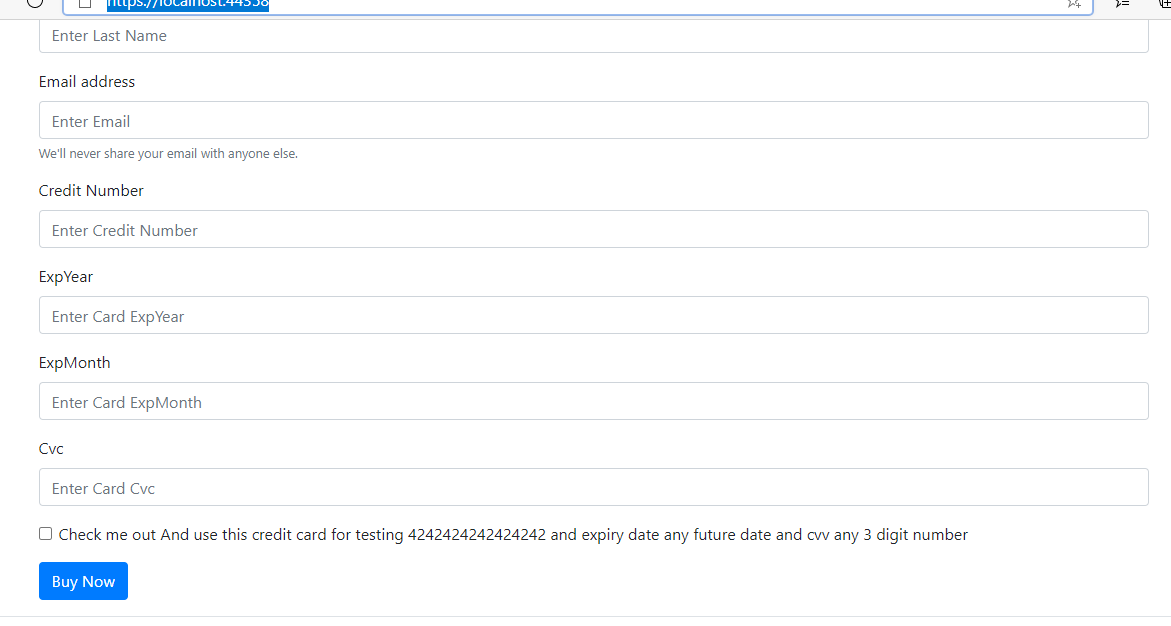 https://localhost:44358
Enter Last Name
Email address
Enter Email
We'll never share your email with anyone else.
Credit Number
Enter Credit Number
ExpYear
Enter Card ExpYear
ExpMonth
Enter Card ExpMonth
Cvc
Enter Card Cvc
Check me out And use this credit card for testing 4242424242424242 and expiry date any future date and cvv any 3 digit number
Buy Now